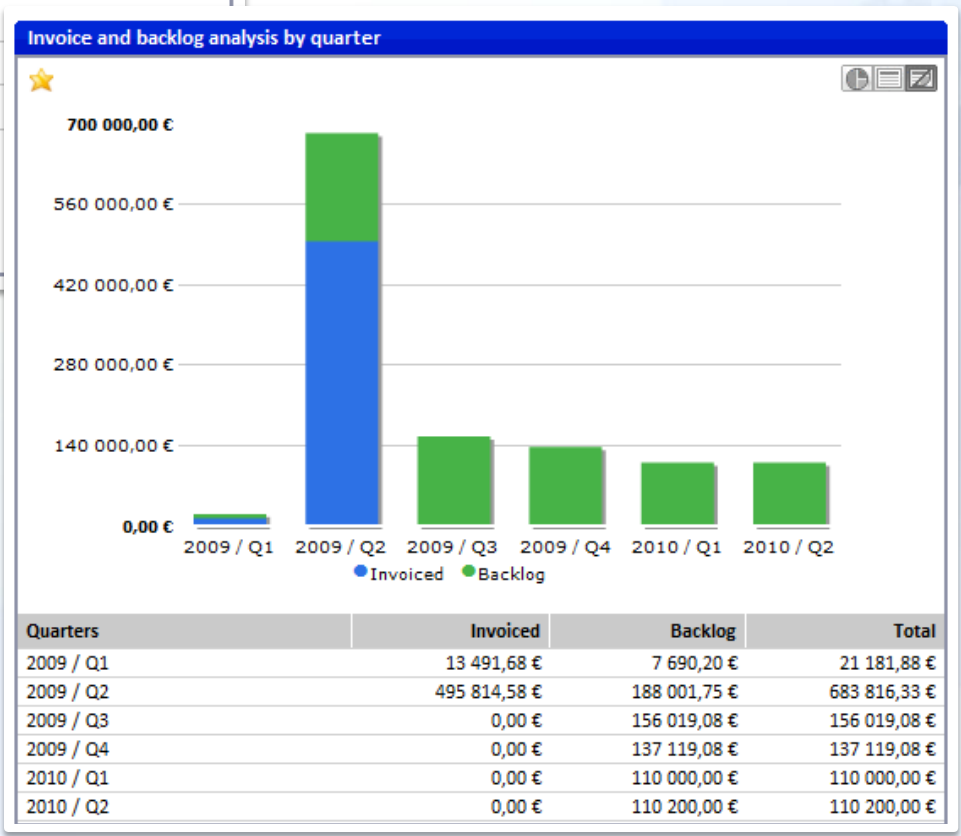 Invoice and backlog analysis by quarter
700 000,00 €
560 000,00 €
420 000,00 €
280 000,00 €
140 000,00 €
0,00 €
2009 / Q1 2009 / Q2 2009 / Q3 2009 / Q4 2010 / Q1 2010 / Q2
Invoiced Backlog
Quarters Invoiced Backlog Total
2009 / Q1 13 491,68 € 7 690,20 € 21 181,88 €
2009 / Q2 495 814,58 € 188 001,75 € 683 816,33 €
2009 / Q3 0,00 € 156 019,08 € 156 019,08 €
2009 / Q4 0,00 € 137 119,08 € 137 119,08 €
2010 / Q1 0,00 € 110 000,00 € 110 000,00 €
2010 / Q2 0,00 € 110 200,00 € 110 200,00 €